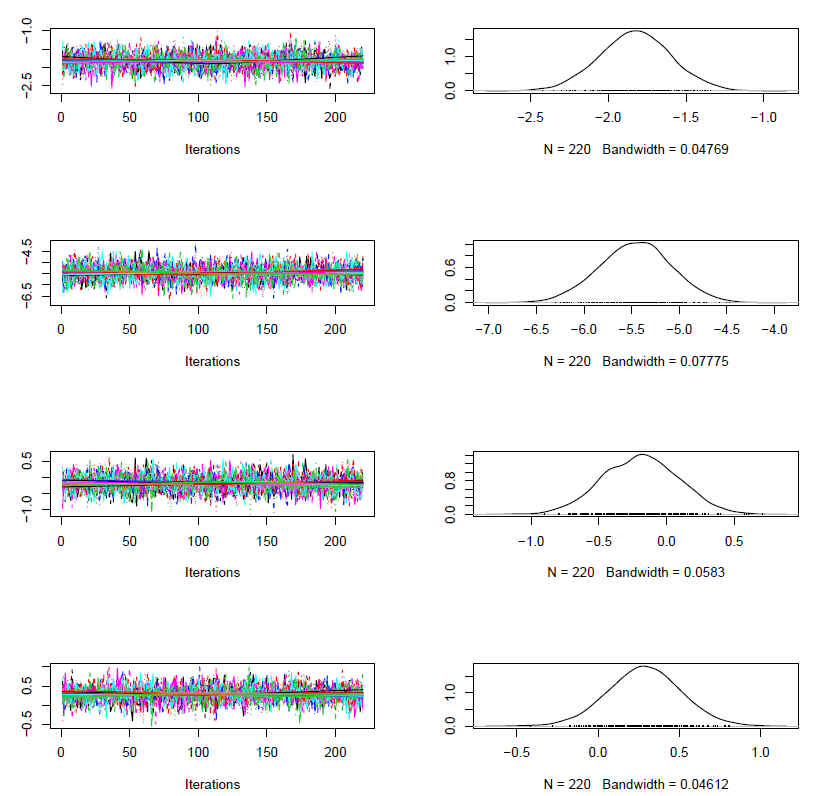 −1.0
−2.5
0 50 100 150 200
Iterations
0.0 1.0
−2.5 −2.0 −1.5 −1.0
N = 220 Bandwidth = 0.04769
−4.5
−6.5
0 50 100 150 200
Iterations
0.0 0.6
−7.0 −6.5 −6.0 −5.5 −5.0 −4.5 −4.0
N = 220 Bandwidth = 0.07775
0.5
−1.0
0 50 100 150 200
Iterations
0.0 0.8
−1.0 −0.5 0.0 0.5
N = 220 Bandwidth = 0.0583
0.5
−0.5
0 50 100 150 200
Iterations
0.0 1.0
−0.5 0.0 0.5 1.0
N = 220 Bandwidth = 0.04612